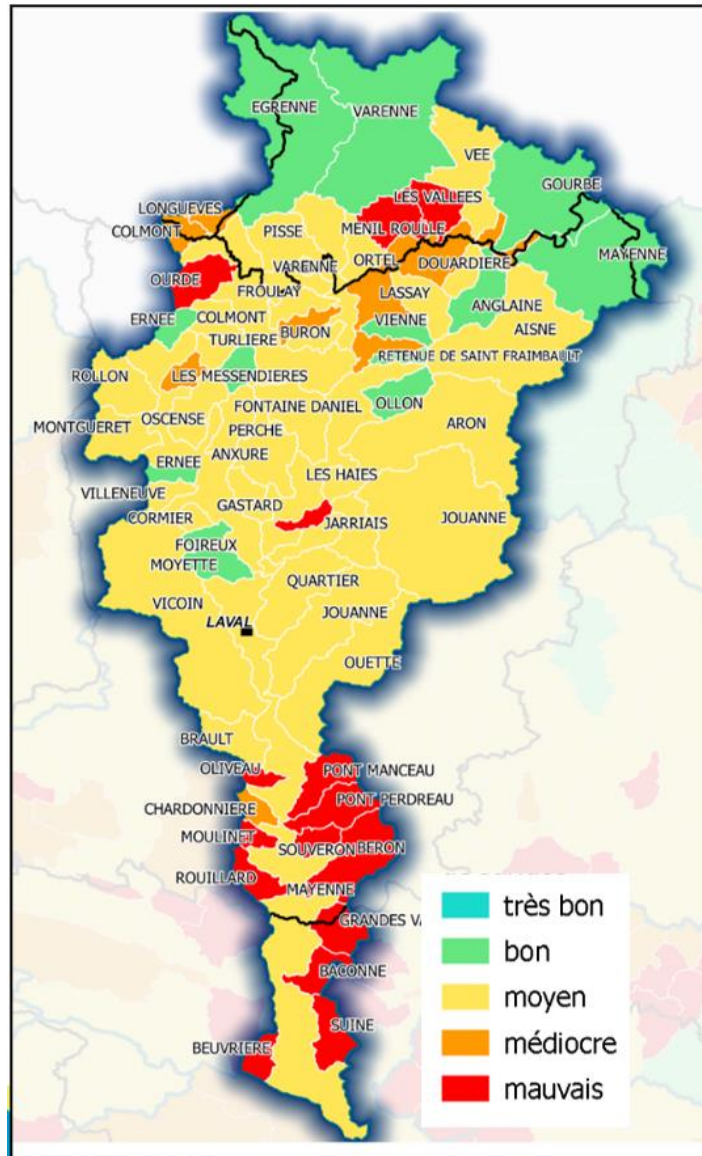 EGRENNE
VARENNE
VEE
GOURBE
LES VALLEES
LONGUEVES
COLMONT
PISSE
MENIL ROULLE
MAYENNE
VARENNE
ORTEL
DOUARDIERE
OURDE
FROULAY
LASSAY
ANGLAINE
ERNEE
COLMONT
VIENNE
AISNE
BURON
TURLIERE
RETENUE DE SAINT FRAIMBAULT
ROLLON
LES MESSENDIERES
OLLON
OSCENSE
FONTAINE DANIEL
ARON
MONTGUERET
PERCHE
ERNEE
ANXURE
LES HAIES
VILLENEUVE
GASTARD
CORMIER
JARRIAIS
JOUANNE
FOIREUX
MOYETTE
QUARTIER
VICOIN
JOUANNE
LAVAL
OUETTE
BRAULT
OLIVEAU
PONT MANCEAU
PONT PERDREAU
CHARDONNIERE
MOULINET
SOUVERON
BERON
ROUILLARD
MAYENNE
GRANDES VA
BACONNE
SUINE
BEUVRIERE
très bon
bon
moyen
médiocre
mauvais